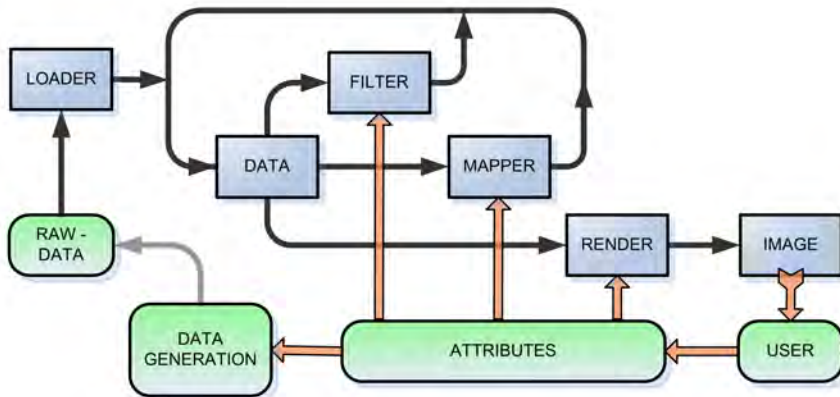 LOADER
FILTER
DATA
MAPPER
RAW -
DATA
RENDER
IMAGE
DATA
GENERATION
ATTRIBUTES
USER